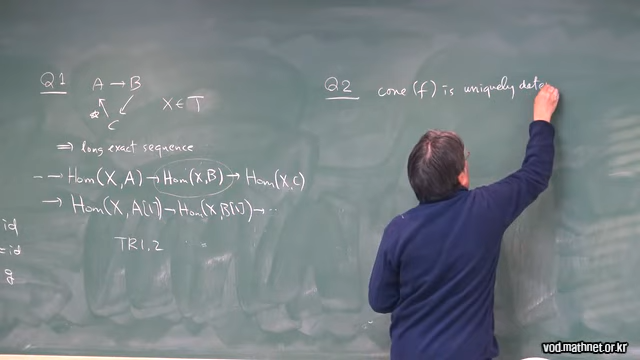 Q1 A → B
C
X ∈ T
⇒ long exact sequence
-- → Hom(X,A) → Hom(X,B) → Hom(X,C)
→ Hom(X,A[1]) → Hom(X,B[1]) → ··
TR1,2
id
=id
g
Q2 cone(f) is uniquely dete
vod.mathnet.or.kr